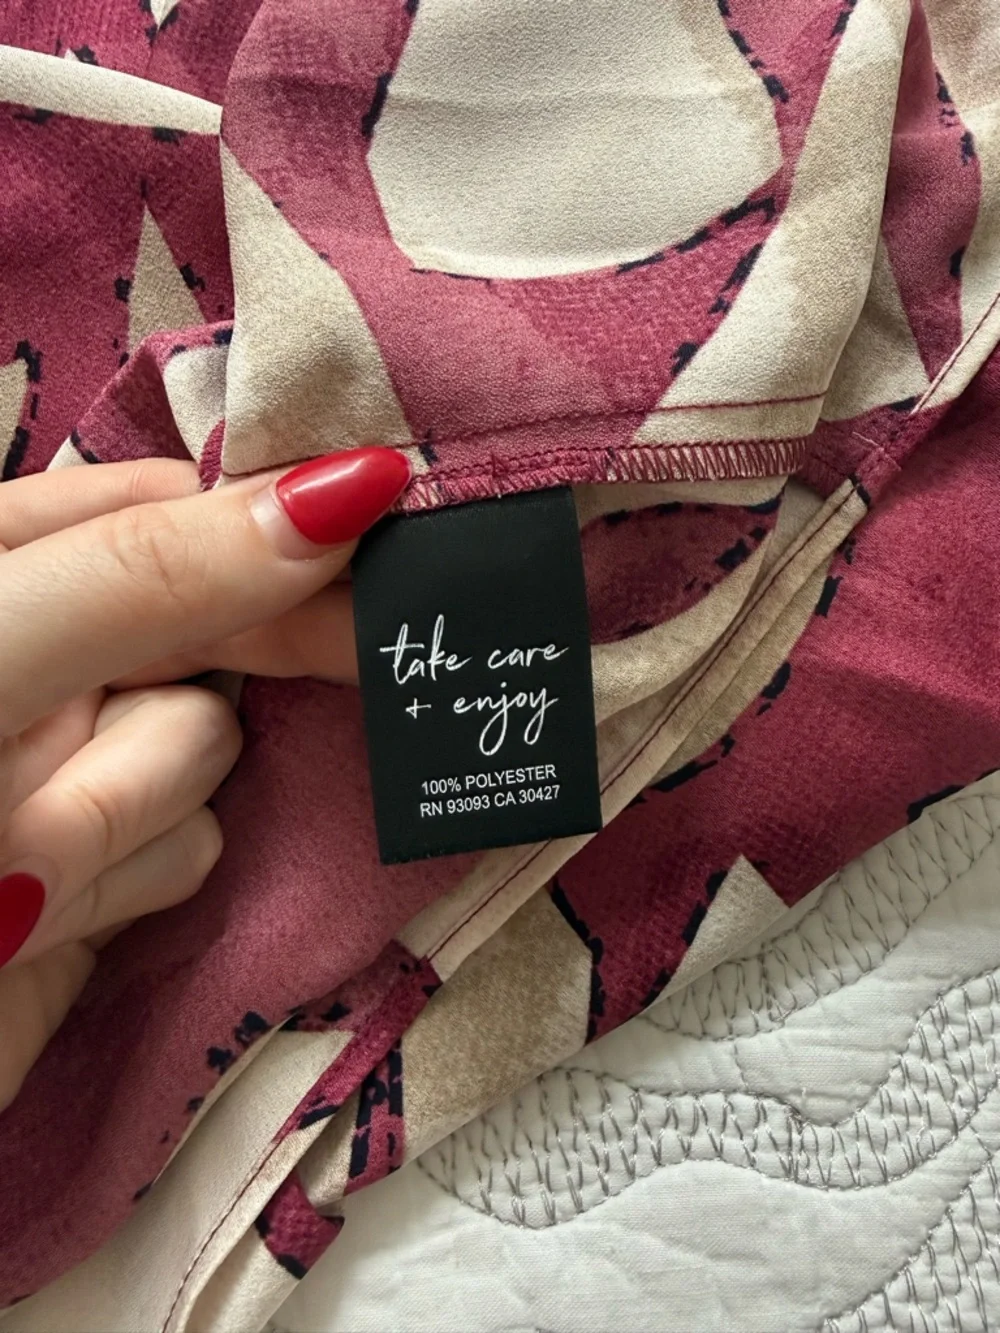 take care
+ enjoy
100% POLYESTER
RN 93093 CA 30427